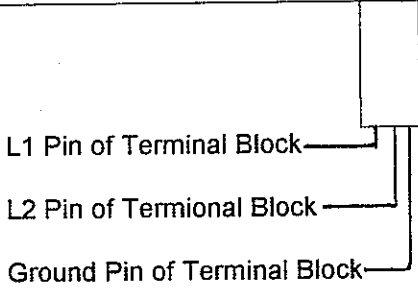 L1 Pin of Terminal Block
L2 Pin of Termional Block
Ground Pin of Terminal Block